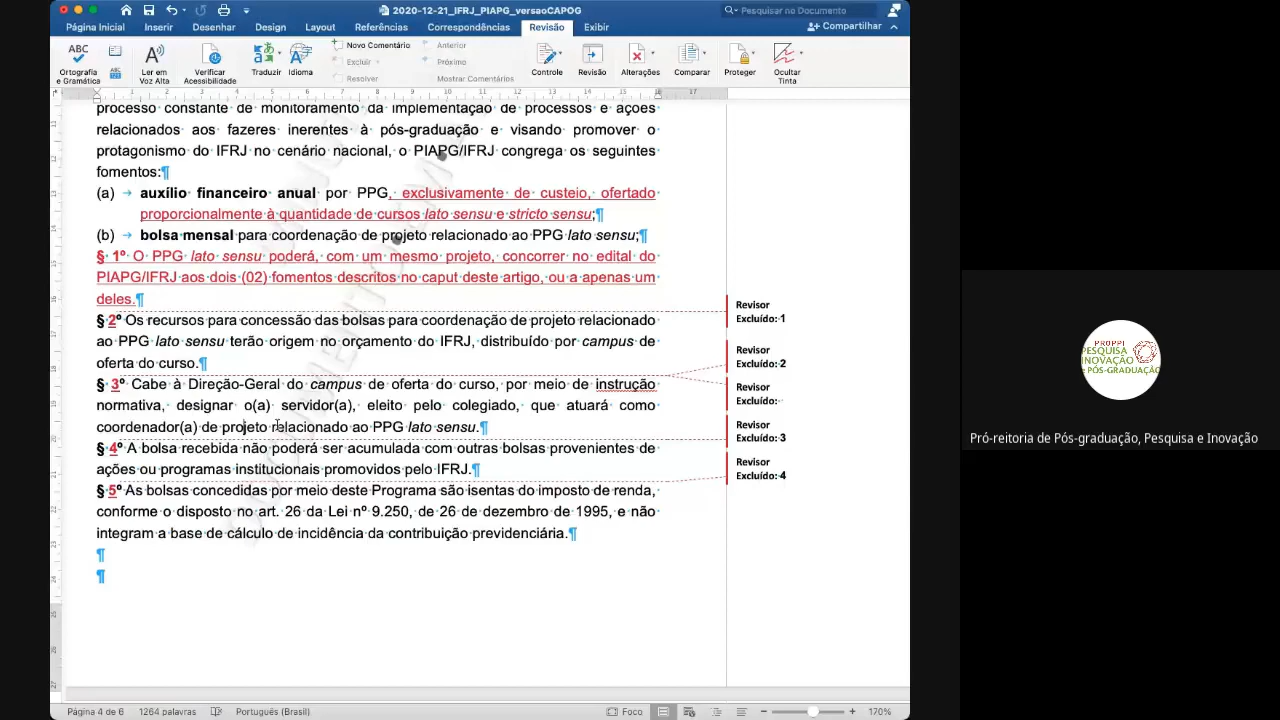 2020-12-21_IFRJ_PIAPG_versaoCAPOG
Pesquisar no Documento
Página Inicial Inserir Desenhar Design Layout Referências Correspondências Revisão Exibir Compartilhar
ABC
Ortografia e Gramática
Ler em Voz Alta
Verificar Acessibilidade
Traduzir
Idioma
Novo Comentário
Excluir
Resolver
Anterior
Próximo
Mostrar Comentários
Controle
Revisão
Alterações
Comparar
Proteger
Ocultar Tinta
processo constante de monitoramento da implementação de processos e ações
relacionados aos fazeres inerentes à pós-graduação e visando promover o
protagonismo do IFRJ no cenário nacional, o PIAPG/IFRJ congrega os seguintes
fomentos:¶
(a) → auxílio financeiro anual por PPG, exclusivamente de custeio, ofertado
proporcionalmente à quantidade de cursos lato sensu e stricto sensu;¶
(b) → bolsa mensal para coordenação de projeto relacionado ao PPG lato sensu;¶
§ 1º O PPG lato sensu poderá, com um mesmo projeto, concorrer no edital do
PIAPG/IFRJ aos dois (02) fomentos descritos no caput deste artigo, ou a apenas um
deles.¶
§ 2º Os recursos para concessão das bolsas para coordenação de projeto relacionado
ao PPG lato sensu terão origem no orçamento do IFRJ, distribuído por campus de
oferta do curso.¶
§ 3º Cabe à Direção-Geral do campus de oferta do curso, por meio de instrução
normativa, designar o(a) servidor(a), eleito pelo colegiado, que atuará como
coordenador(a) de projeto relacionado ao PPG lato sensu.¶
§ 4º A bolsa recebida não poderá ser acumulada com outras bolsas provenientes de
ações ou programas institucionais promovidos pelo IFRJ.¶
§ 5º As bolsas concedidas por meio deste Programa são isentas do imposto de renda,
conforme o disposto no art. 26 da Lei nº 9.250, de 26 de dezembro de 1995, e não
integram a base de cálculo de incidência da contribuição previdenciária.¶
¶
¶
Revisor
Excluído: 1
Revisor
Excluído: 2
Revisor
Excluído:
Revisor
Excluído: 3
Revisor
Excluído: 4
Página 4 de 6 1264 palavras Português (Brasil) Foco 170%
PROPPI
PESQUISA
INOVAÇÃO
e PÓS-GRADUAÇÃO
Pró-reitoria de Pós-graduação, Pesquisa e Inovação